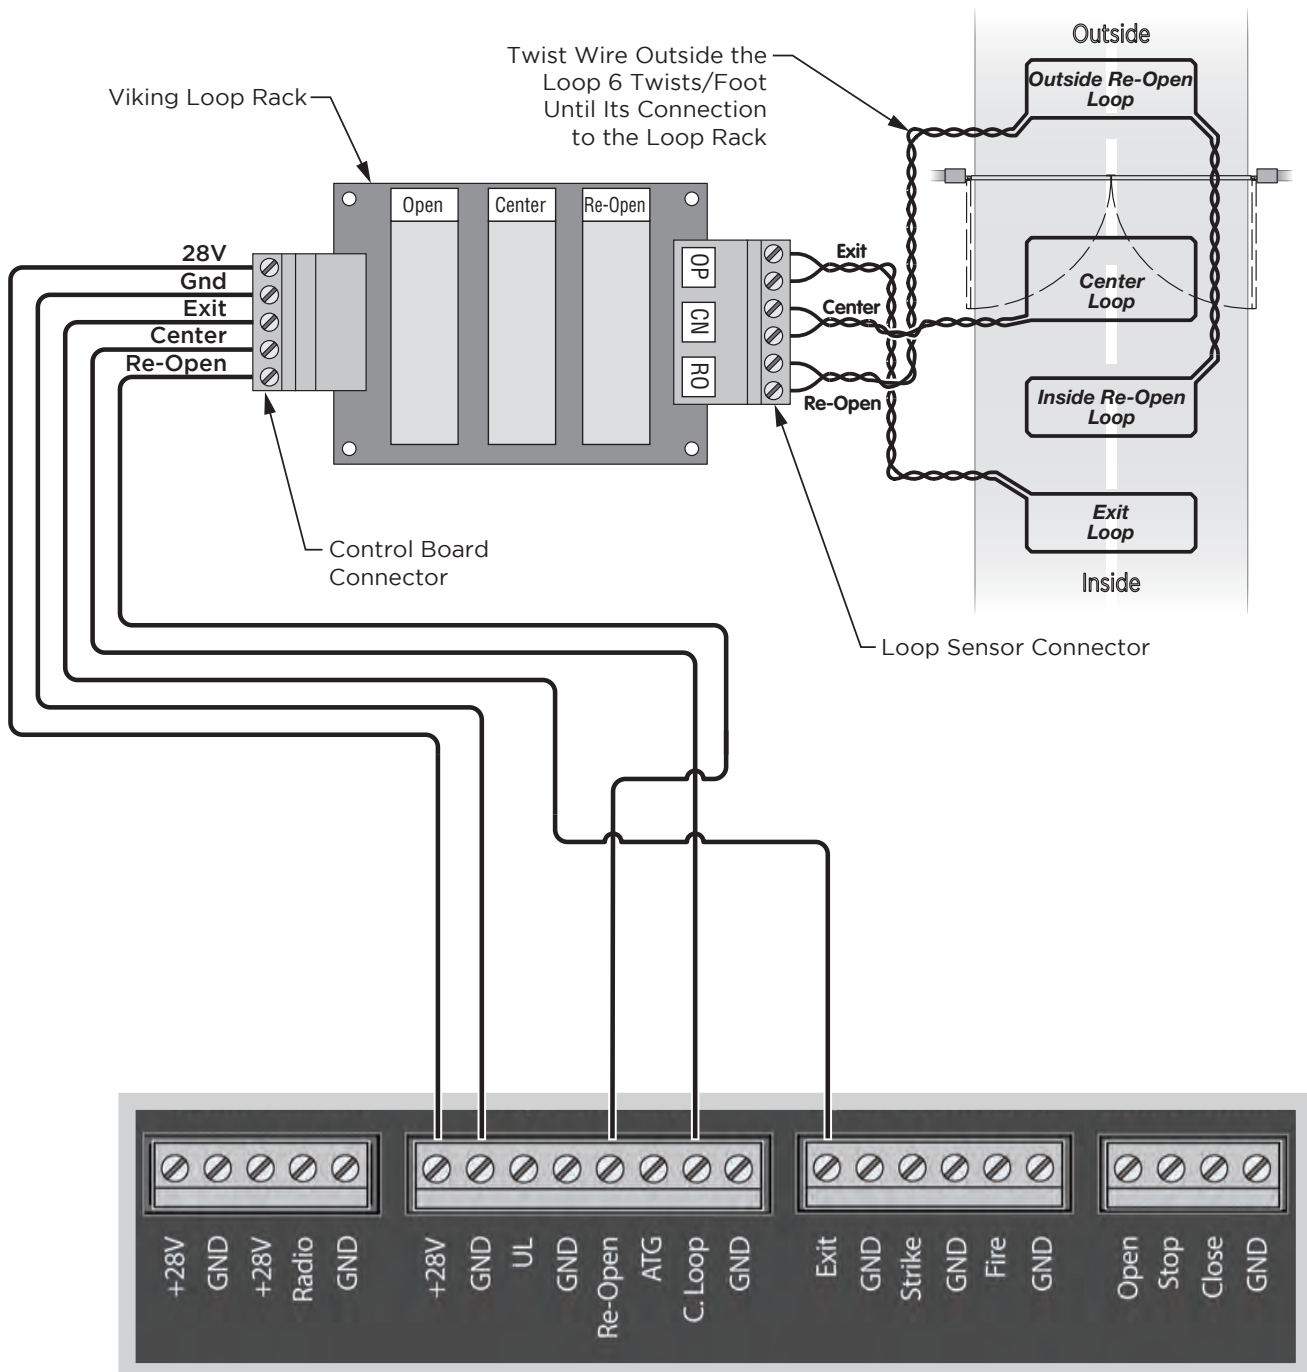 Outside
Twist Wire Outside the
Loop 6 Twists/Foot
Until Its Connection
to the Loop Rack
Viking Loop Rack
Outside Re-Open
Loop
Open
Center
Re-Open
28V
Gnd
Exit
Center
Re-Open
OP
CN
RO
Exit
Center
Re-Open
Center
Loop
Inside Re-Open
Loop
Exit
Loop
Inside
Control Board
Connector
Loop Sensor Connector
+28V
GND
+28V
Radio
GND
+28V
GND
UL
GND
Re-Open
ATG
C. Loop
GND
Exit
GND
Strike
GND
Fire
GND
Open
Stop
Close
GND